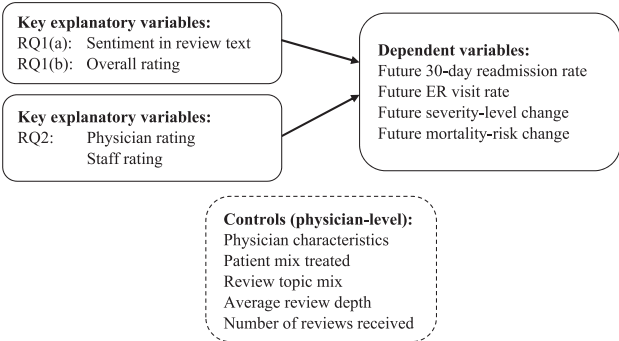 Key explanatory variables:
RQ1(a): Sentiment in review text
RQ1(b): Overall rating
Key explanatory variables:
RQ2: Physician rating
Staff rating
Dependent variables:
Future 30-day readmission rate
Future ER visit rate
Future severity-level change
Future mortality-risk change
Controls (physician-level):
Physician characteristics
Patient mix treated
Review topic mix
Average review depth
Number of reviews received